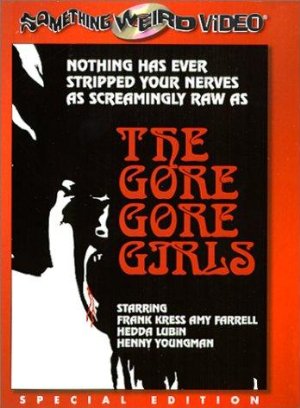 SOMETHING WEIRD VIDEO®
NOTHING HAS EVER
STRIPPED YOUR NERVES
AS SCREAMINGLY RAW AS
THE
GORE
GORE
GIRLS
STARRING
FRANK KRESS AMY FARRELL
HEDDA LUBIN
HENNY YOUNGMAN
SPECIAL EDITION